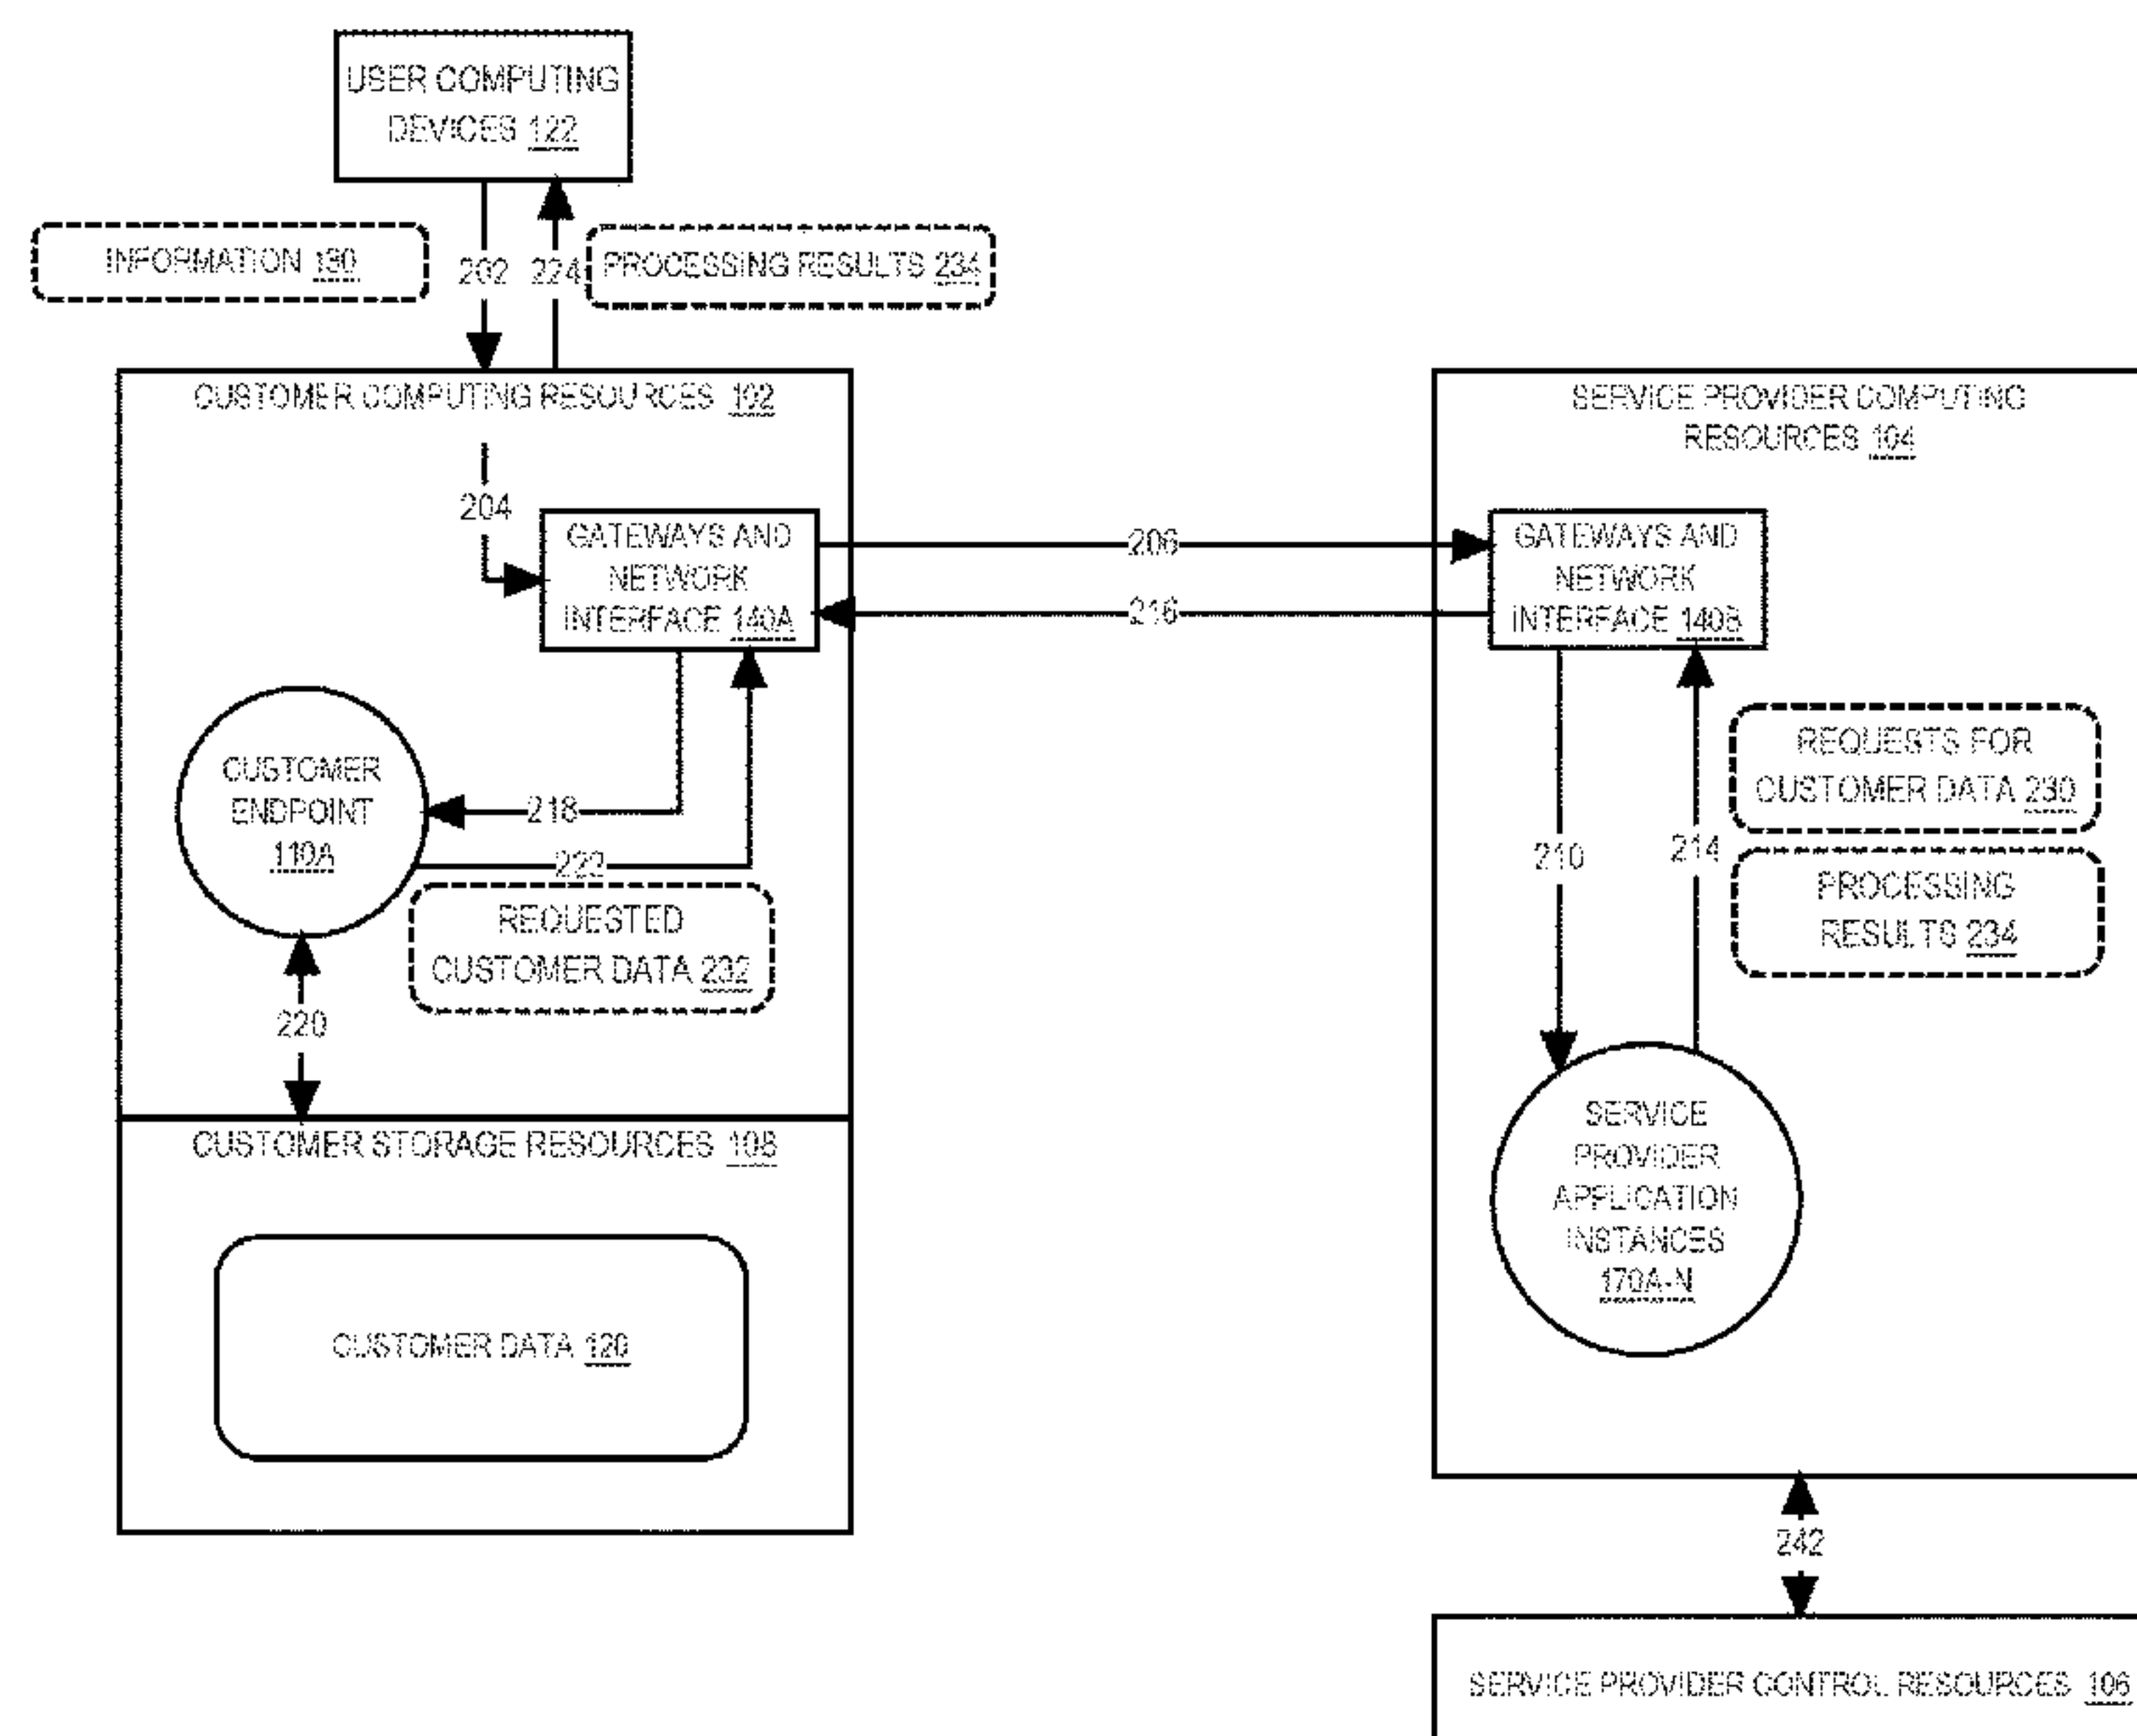 USER COMPUTING
DEVICES 122
INFORMATION 130
202
224
PROCESSING RESULTS 234
CUSTOMER COMPUTING RESOURCES 102
204
GATEWAYS AND
NETWORK
INTERFACE 140A
206
216
SERVICE PROVIDER COMPUTING
RESOURCES 104
GATEWAYS AND
NETWORK
INTERFACE 140B
CUSTOMER
ENDPOINT
110A
218
222
REQUESTED
CUSTOMER DATA 232
220
210
214
REQUESTS FOR
CUSTOMER DATA 230
PROCESSING
RESULTS 234
SERVICE
PROVIDER
APPLICATION
INSTANCES
170A-N
CUSTOMER STORAGE RESOURCES 108
CUSTOMER DATA 120
242
SERVICE PROVIDER CONTROL RESOURCES 106